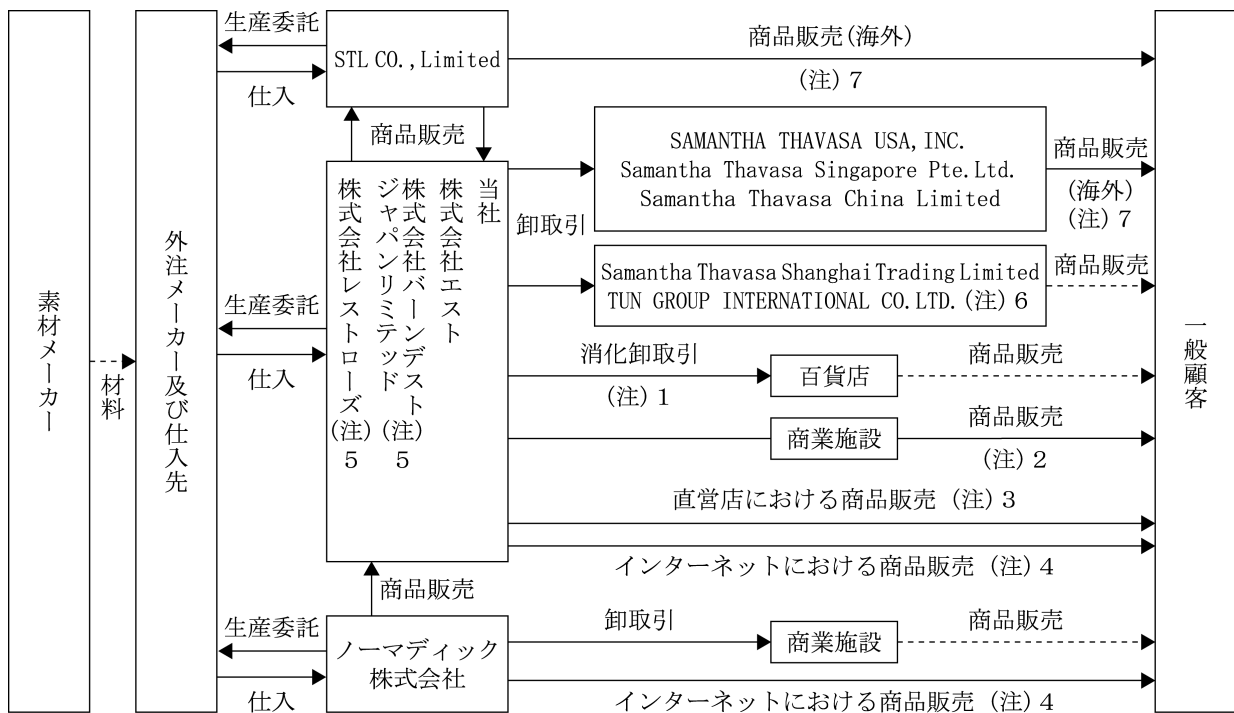 素材メーカー
材料
外注メーカー及び仕入先
生産委託
仕入
STL CO.,Limited
商品販売(海外)
(注)7
商品販売
当社
株式会社エスト
株式会社バーンデスト
ジャパンリミテッド
(注)5
株式会社レストローズ
(注)5
生産委託
仕入
卸取引
SAMANTHA THAVASA USA,INC.
Samantha Thavasa Singapore Pte.Ltd.
Samantha Thavasa China Limited
商品販売
(海外)
(注)7
Samantha Thavasa Shanghai Trading Limited
TUN GROUP INTERNATIONAL CO.LTD.(注)6
商品販売
消化卸取引
(注)1
百貨店
商品販売
商業施設
商品販売
(注)2
直営店における商品販売 (注)3
インターネットにおける商品販売 (注)4
商品販売
生産委託
仕入
ノーマディック
株式会社
卸取引
商業施設
商品販売
インターネットにおける商品販売 (注)4
一般顧客